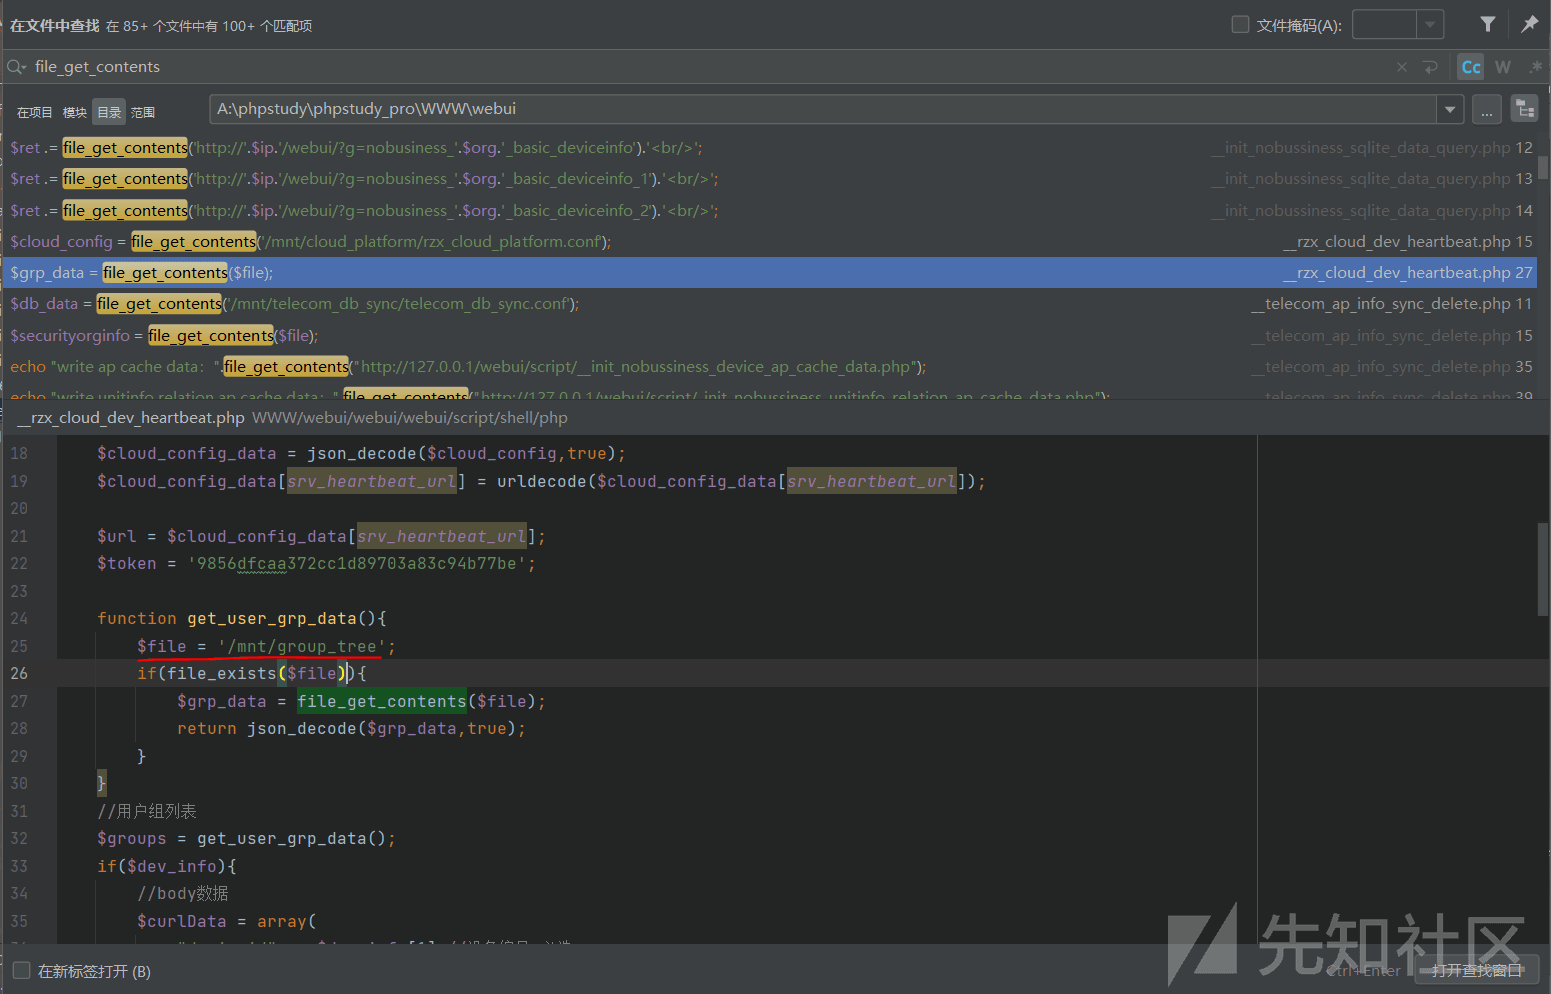 在文件中查找 在 85+ 个文件中有 100+ 个匹配项 文件掩码(A):
file_get_contents Cc W .*
在项目 模块 目录 范围 A:\phpstudy\phpstudy_pro\WWW\webui ...
$ret .= file_get_contents('http://'.$ip.'/webui/?g=nobusiness_'.$org.'_basic_deviceinfo').'<br/>'; __init_nobussiness_sqlite_data_query.php 12
$ret .= file_get_contents('http://'.$ip.'/webui/?g=nobusiness_'.$org.'_basic_deviceinfo_1').'<br/>'; __init_nobussiness_sqlite_data_query.php 13
$ret .= file_get_contents('http://'.$ip.'/webui/?g=nobusiness_'.$org.'_basic_deviceinfo_2').'<br/>'; __init_nobussiness_sqlite_data_query.php 14
$cloud_config = file_get_contents('/mnt/cloud_platform/rzx_cloud_platform.conf'); __rzx_cloud_dev_heartbeat.php 15
$grp_data = file_get_contents($file); __rzx_cloud_dev_heartbeat.php 27
$db_data = file_get_contents('/mnt/telecom_db_sync/telecom_db_sync.conf'); __telecom_ap_info_sync_delete.php 11
$securityorginfo = file_get_contents($file); __telecom_ap_info_sync_delete.php 15
echo "write ap cache data: ".file_get_contents("http://127.0.0.1/webui/script/__init_nobussiness_device_ap_cache_data.php"); __telecom_ap_info_sync_delete.php 35
echo "write unitinfo relation ap cache data: ".file_get_contents("http://127.0.0.1/webui/script/_init_nobussiness_unitinfo_relation_ap_cache_data.php"); __telecom_ap_info_sync_delete.php 39
__rzx_cloud_dev_heartbeat.php WWW/webui/webui/webui/script/shell/php
18 $cloud_config_data = json_decode($cloud_config,true);
19 $cloud_config_data[srv_heartbeat_url] = urldecode($cloud_config_data[srv_heartbeat_url]);
20
21 $url = $cloud_config_data[srv_heartbeat_url];
22 $token = '9856dfcaa372cc1d89703a83c94b77be';
23
24 function get_user_grp_data(){
25 $file = '/mnt/group_tree';
26 if(file_exists($file)){
27 $grp_data = file_get_contents($file);
28 return json_decode($grp_data,true);
29 }
30 }
31 //用户组列表
32 $groups = get_user_grp_data();
33 if($dev_info){
34 //body数据
35 $curlData = array(
先知社区
在新标签打开 (B) Ctrl+Enter 打开查找窗口